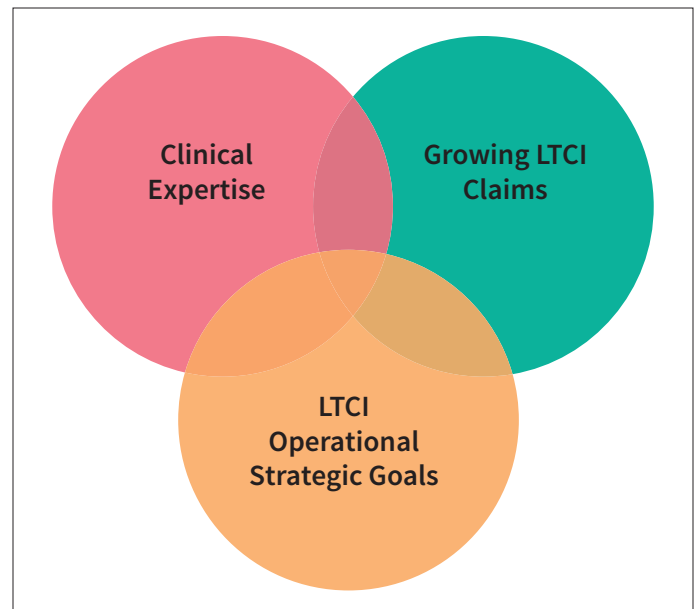 Clinical
Expertise
Growing LTCI
Claims
LTCI
Operational
Strategic Goals